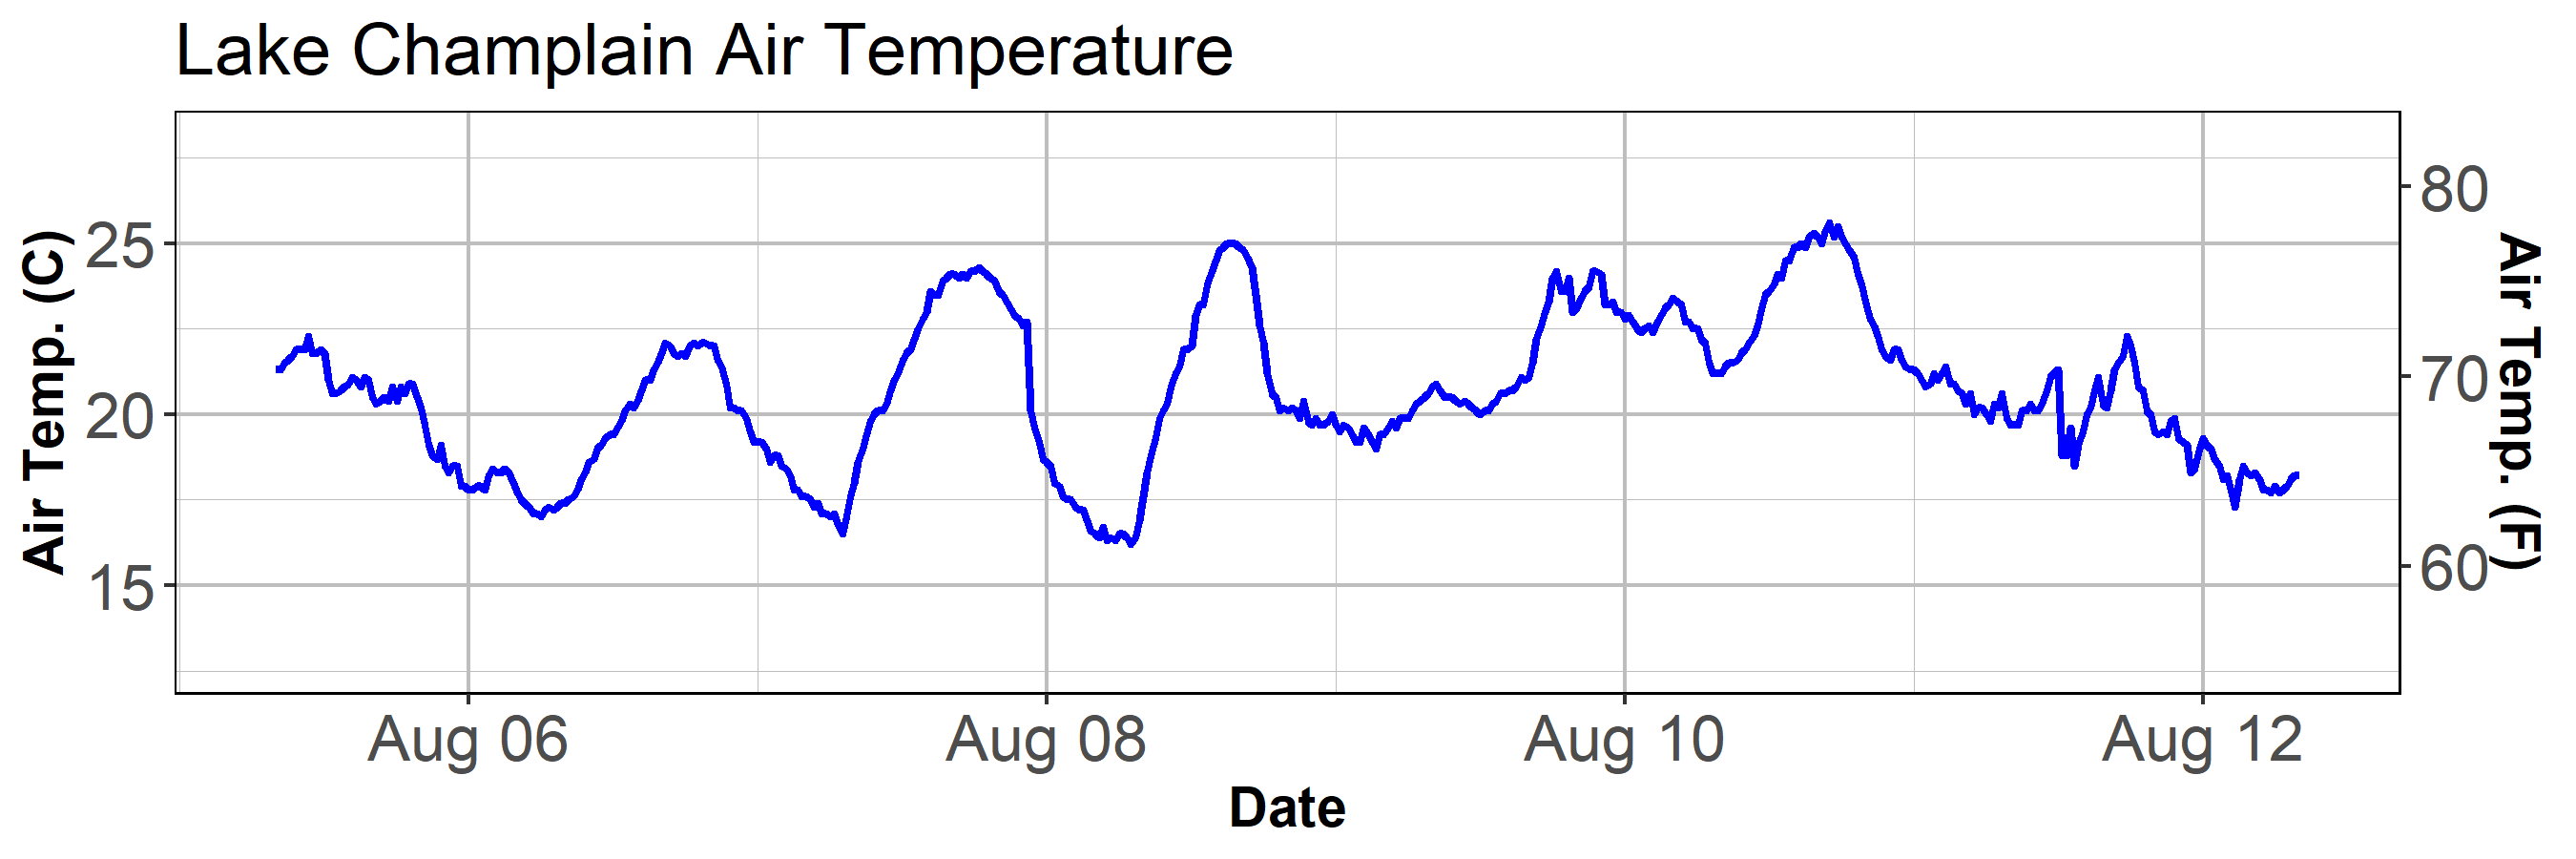 Lake Champlain Air Temperature
Air Temp. (C)
25
20
15
80
70
60
Air Temp. (F)
Aug 06
Aug 08
Aug 10
Aug 12
Date